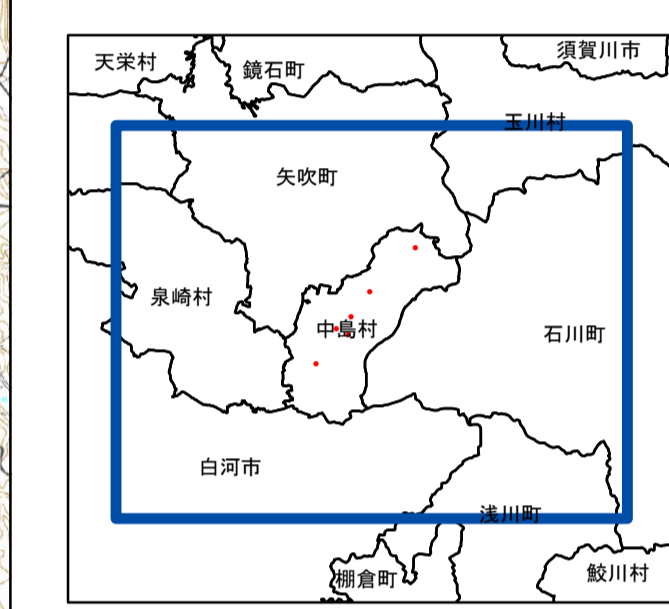 須賀川市
天栄村
鏡石町
玉川村
矢吹町
泉崎村
中島村
石川町
白河市
浅川町
鮫川村
棚倉町